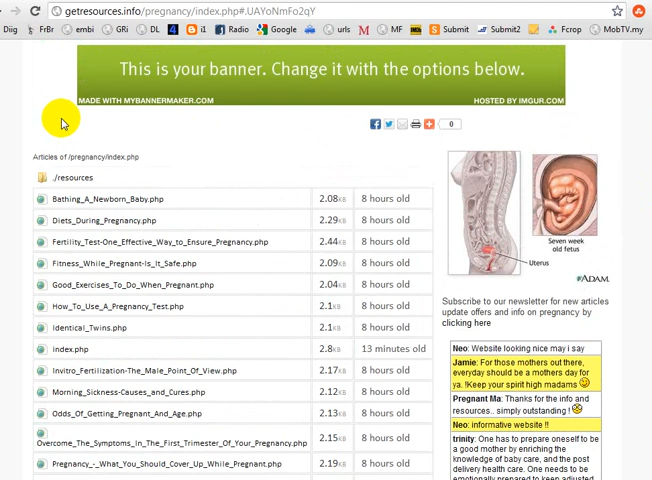 getresources.info/pregnancy/index.php#.UAYoNmFo2qY
Diig FrBr embi GRi DL i1 Radio Google urls MF Submit Submit2 Fcrop MobTV.my
This is your banner. Change it with the options below.
MADE WITH MYBANNERMAKER.COM HOSTED BY IMGUR.COM
0
Articles of /pregnancy/index.php
./resources
Bathing_A_Newborn_Baby.php 2.08KB 8 hours old
Diets_During_Pregnancy.php 2.29KB 8 hours old
Fertility_Test-One_Effective_Way_to_Ensure_Pregnancy.php 2.44KB 8 hours old
Fitness_While_Pregnant-Is_It_Safe.php 2.09KB 8 hours old
Good_Exercises_To_Do_When_Pregnant.php 2.04KB 8 hours old
How_To_Use_A_Pregnancy_Test.php 2.1KB 8 hours old
Identical_Twins.php 2.1KB 8 hours old
Index.php 2.8KB 13 minutes old
Invitro_Fertilization-The_Male_Point_Of_View.php 2.17KB 8 hours old
Morning_Sickness-Causes_and_Cures.php 2.12KB 8 hours old
Odds_Of_Getting_Pregnant_And_Age.php 2.13KB 8 hours old
Overcome_The_Symptoms_In_The_First_Trimester_Of_Your_Pregnancy.php 2.15KB 8 hours old
Pregnancy_-_What_You_Should_Cover_Up_While_Pregnant.php 2.19KB 8 hours old
Seven week
old fetus
Uterus
ADAM.
Subscribe to our newsletter for new articles
update offers and info on pregnancy by
clicking here
Neo: Website looking nice may i say
Jamie: For those mothers out there,
everyday should be a mothers day for
ya. !Keep your spirit high madams
Pregnant Ma: Thanks for the info and
resources.. simply outstanding !
Neo: informative website !!
trinity: One has to prepare oneself to be
a good mother by enriching the
knowledge of baby care, and the post
delivery health care. One needs to be
emotionally prepared to keep adjusted